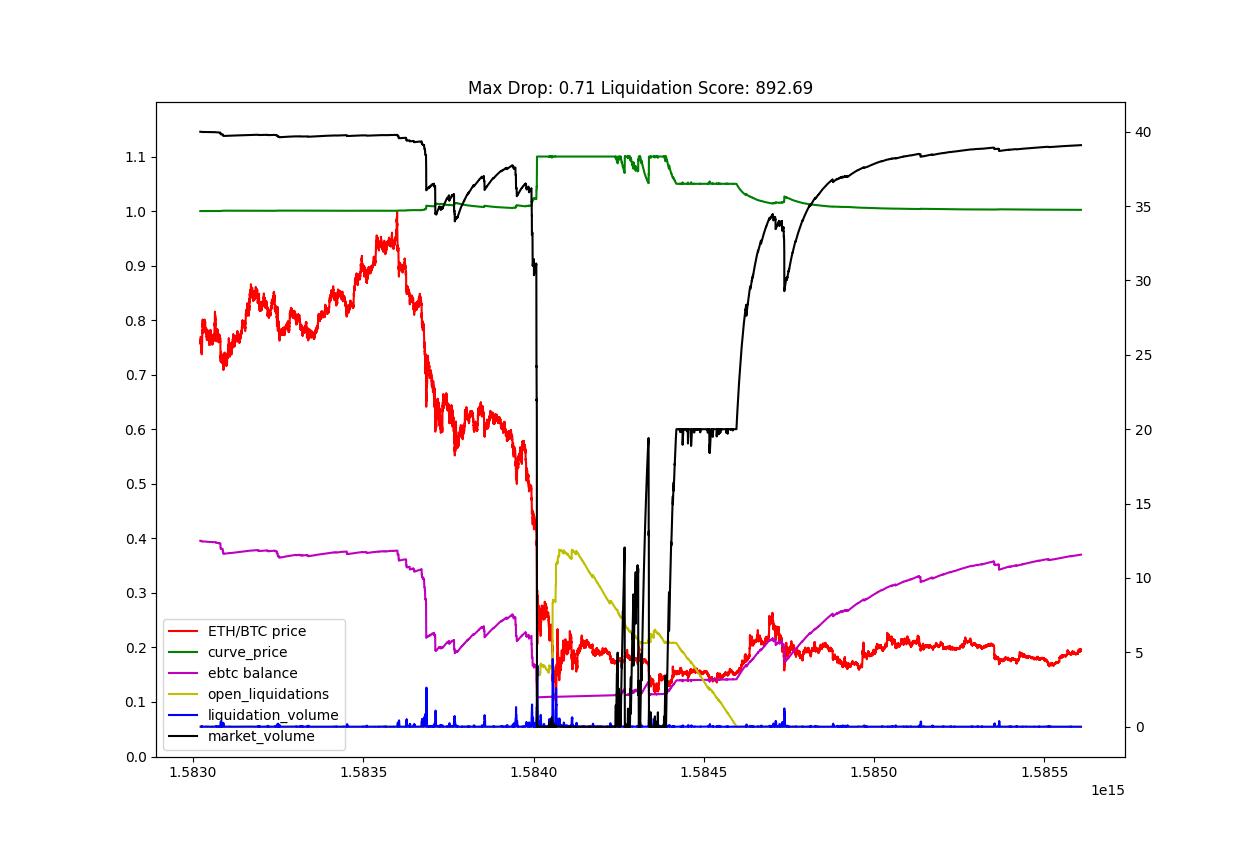 Max Drop: 0.71 Liquidation Score: 892.69
1.1
1.0
0.9
0.8
0.7
0.6
0.5
0.4
0.3
0.2
0.1
0.0
40
35
30
25
20
15
10
5
0
ETH/BTC price
curve_price
ebtc balance
open_liquidations
liquidation_volume
market_volume
1.5830 1.5835 1.5840 1.5845 1.5850 1.5855
1e15